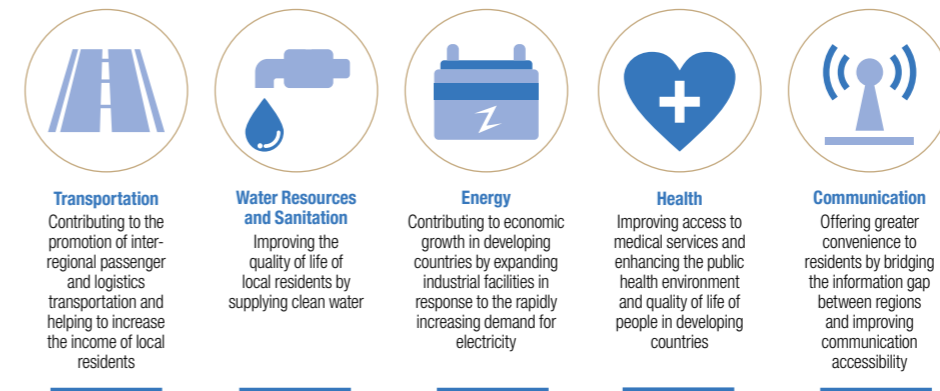 Transportation
Contributing to the
promotion of inter-
regional passenger
and logistics
transportation and
helping to increase
the income of local
residents
Water Resources
and Sanitation
Improving the
quality of life of
local residents by
supplying clean water
Energy
Contributing to economic
growth in developing
countries by expanding
industrial facilities in
response to the rapidly
increasing demand for
electricity
Health
Improving access to
medical services and
enhancing the public
health environment
and quality of life of
people in developing
countries
Communication
Offering greater
convenience to
residents by bridging
the information gap
between regions
and improving
communication
accessibility